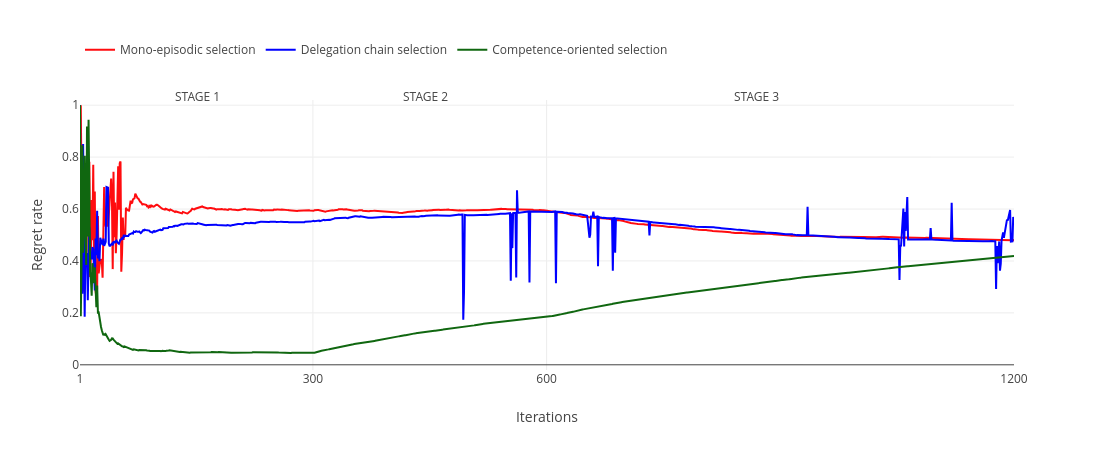 Mono-episodic selection Delegation chain selection Competence-oriented selection
STAGE 1 STAGE 2 STAGE 3
1
0.8
0.6
0.4
0.2
0
Regret rate
1 300 600 1200
Iterations